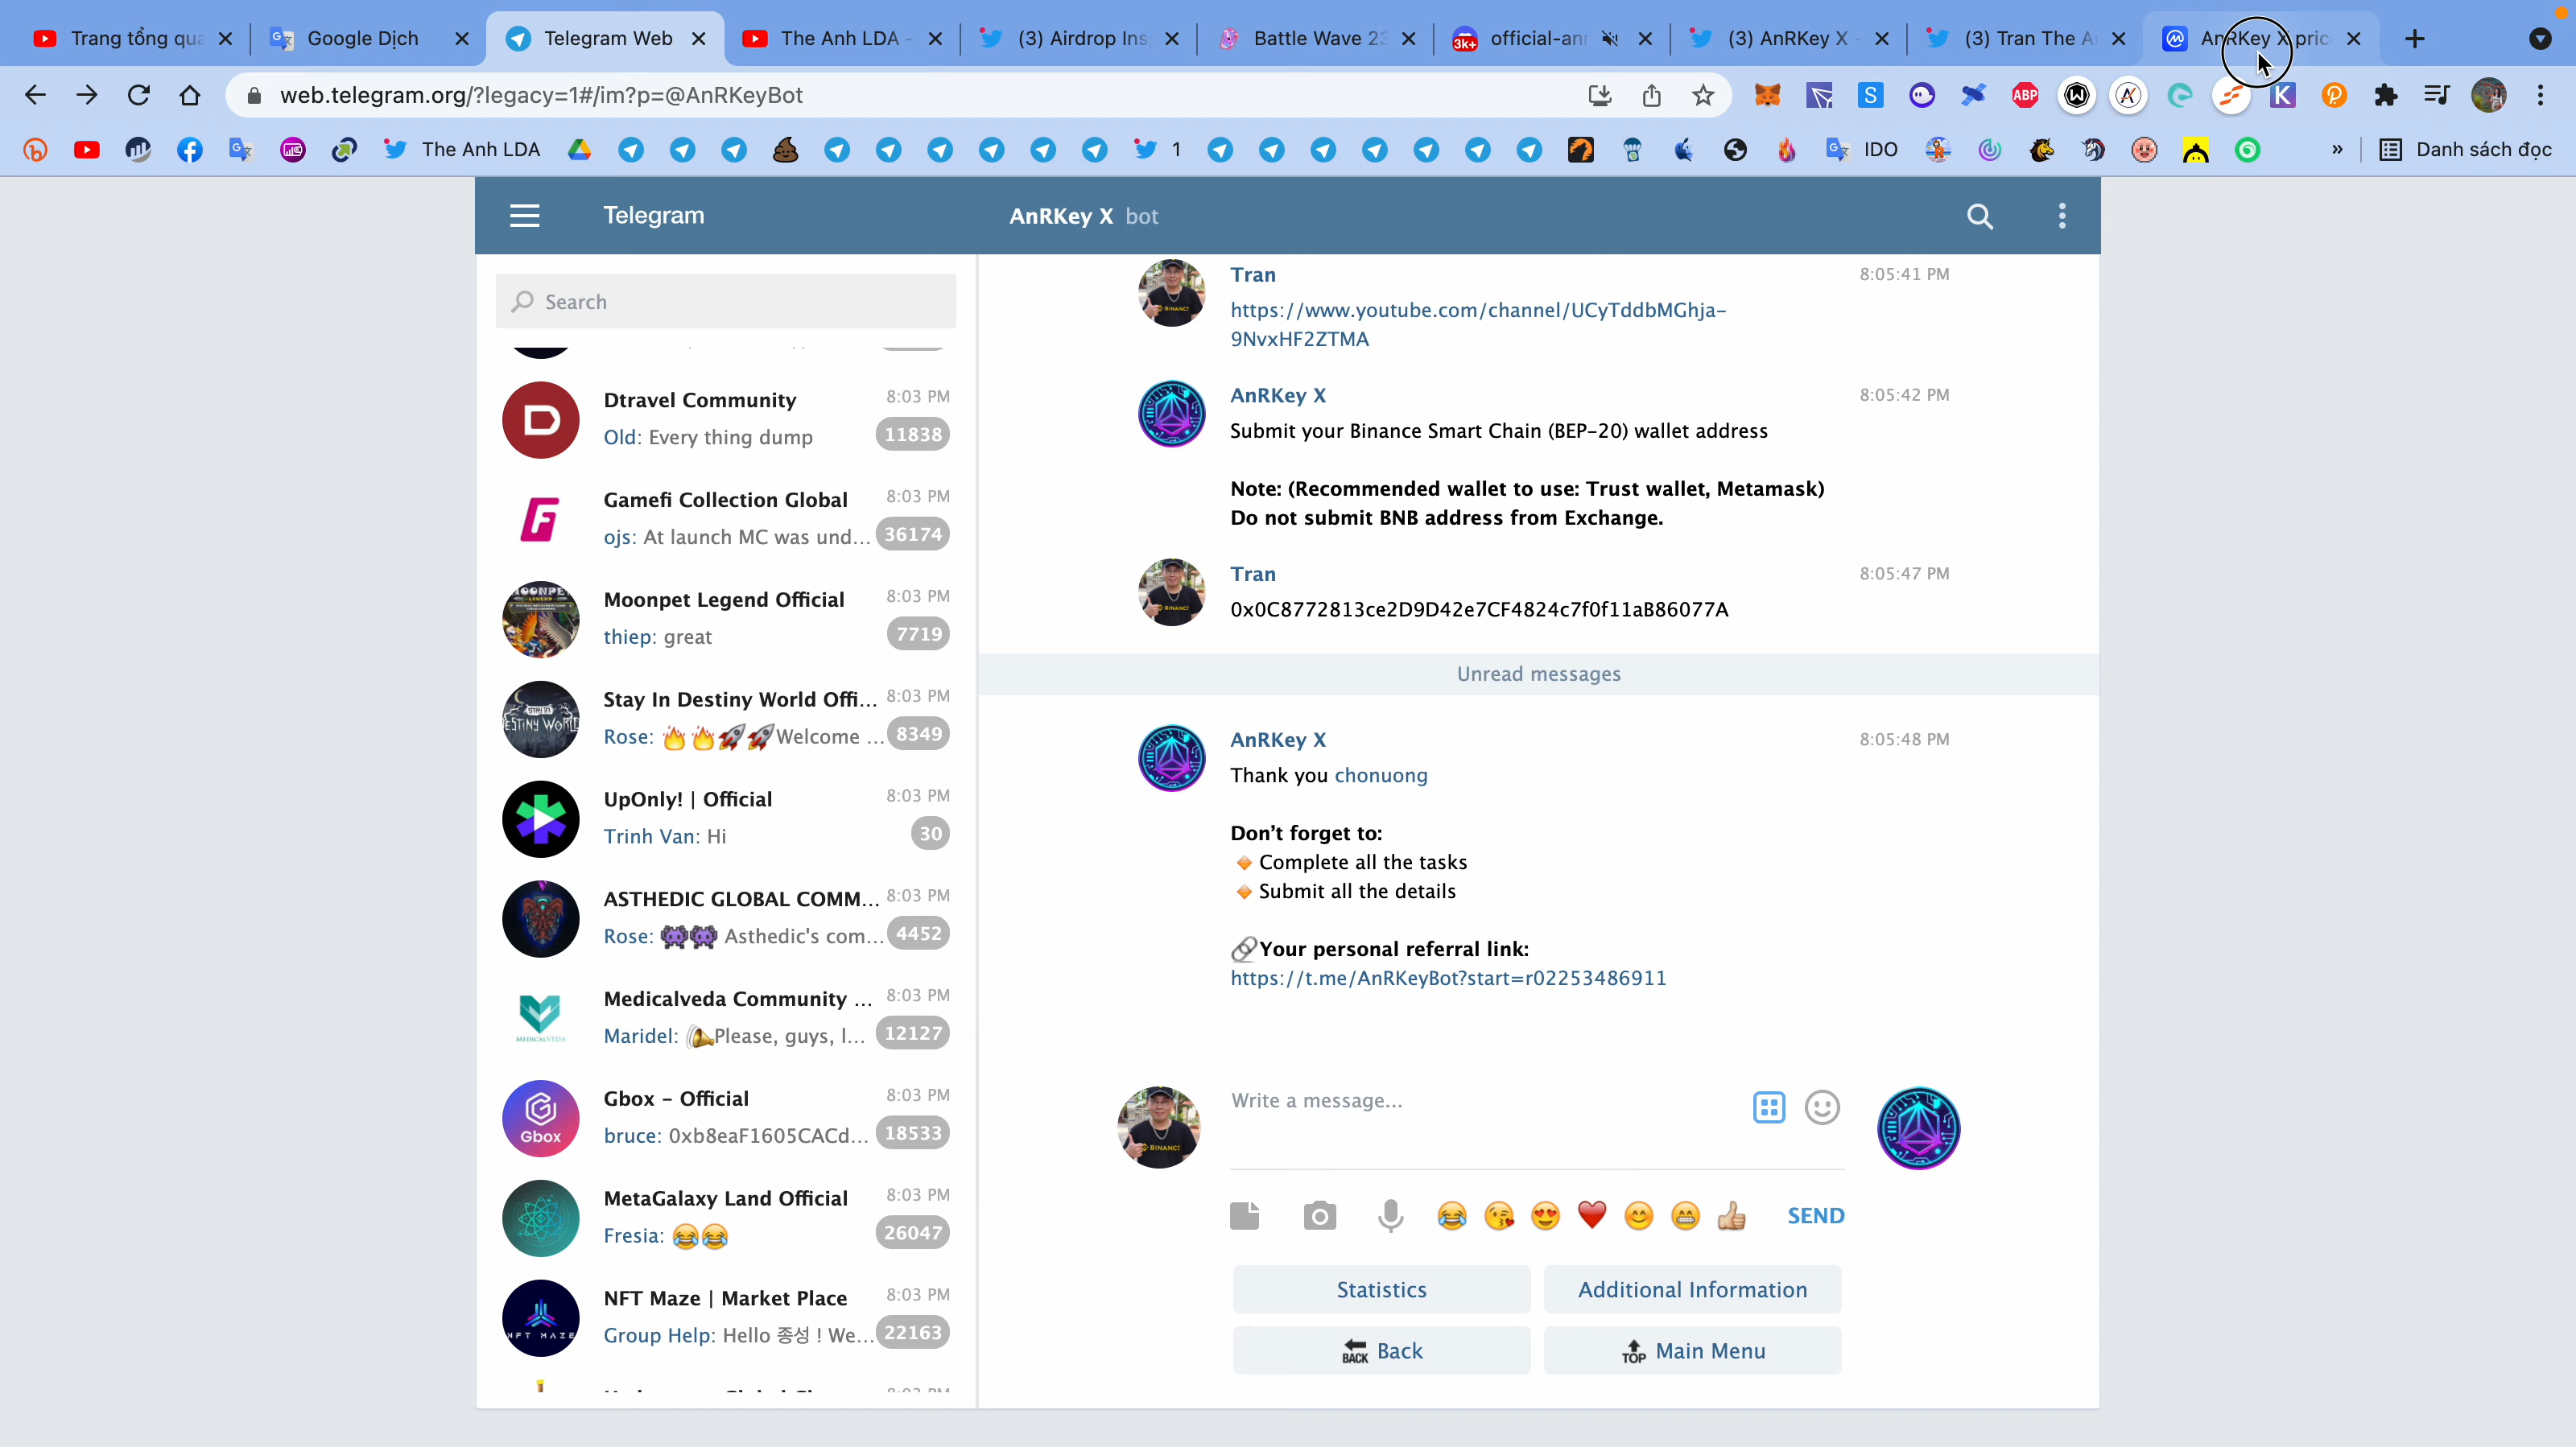 Trang tổng qua
Google Dịch
Telegram Web
The Anh LDA -
(3) Airdrop Ins
Battle Wave 23
3k+
official-ann
(3) AnRKey X -
(3) Tran The A
AnRKey X pric
web.telegram.org/?legacy=1#/im?p=@AnRKeyBot
ABP
The Anh LDA
1
IDO
»
Danh sách đọc
Telegram
AnRKey X bot
Search
Dtravel Community 8:03 PM
Old: Every thing dump 11838
Gamefi Collection Global 8:03 PM
ojs: At launch MC was und... 36174
Moonpet Legend Official 8:03 PM
thiep: great 7719
Stay In Destiny World Offi... 8:03 PM
Rose: 🔥🔥🚀🚀Welcome ... 8349
UpOnly! | Official 8:03 PM
Trinh Van: Hi 30
ASTHEDIC GLOBAL COMM... 8:03 PM
Rose: 👾👾 Asthedic's com... 4452
Medicalveda Community ... 8:03 PM
Maridel: 📣Please, guys, l... 12127
Gbox – Official 8:03 PM
bruce: 0xb8eaF1605CACd... 18533
Gbox
MetaGalaxy Land Official 8:03 PM
Fresia: 😂😂 26047
NFT Maze | Market Place 8:03 PM
Group Help: Hello 종성 ! We... 22163
Tran 8:05:41 PM
https://www.youtube.com/channel/UCyTddbMGhja-
9NvxHF2ZTMA
AnRKey X 8:05:42 PM
Submit your Binance Smart Chain (BEP-20) wallet address
Note: (Recommended wallet to use: Trust wallet, Metamask)
Do not submit BNB address from Exchange.
Tran 8:05:47 PM
0x0C8772813ce2D9D42e7CF4824c7f0f11aB86077A
Unread messages
AnRKey X 8:05:48 PM
Thank you chonuong
Don't forget to:
🔸Complete all the tasks
🔸Submit all the details
🔗Your personal referral link:
https://t.me/AnRKeyBot?start=r02253486911
Write a message...
SEND
Statistics
Additional Information
BACK Back
TOP Main Menu